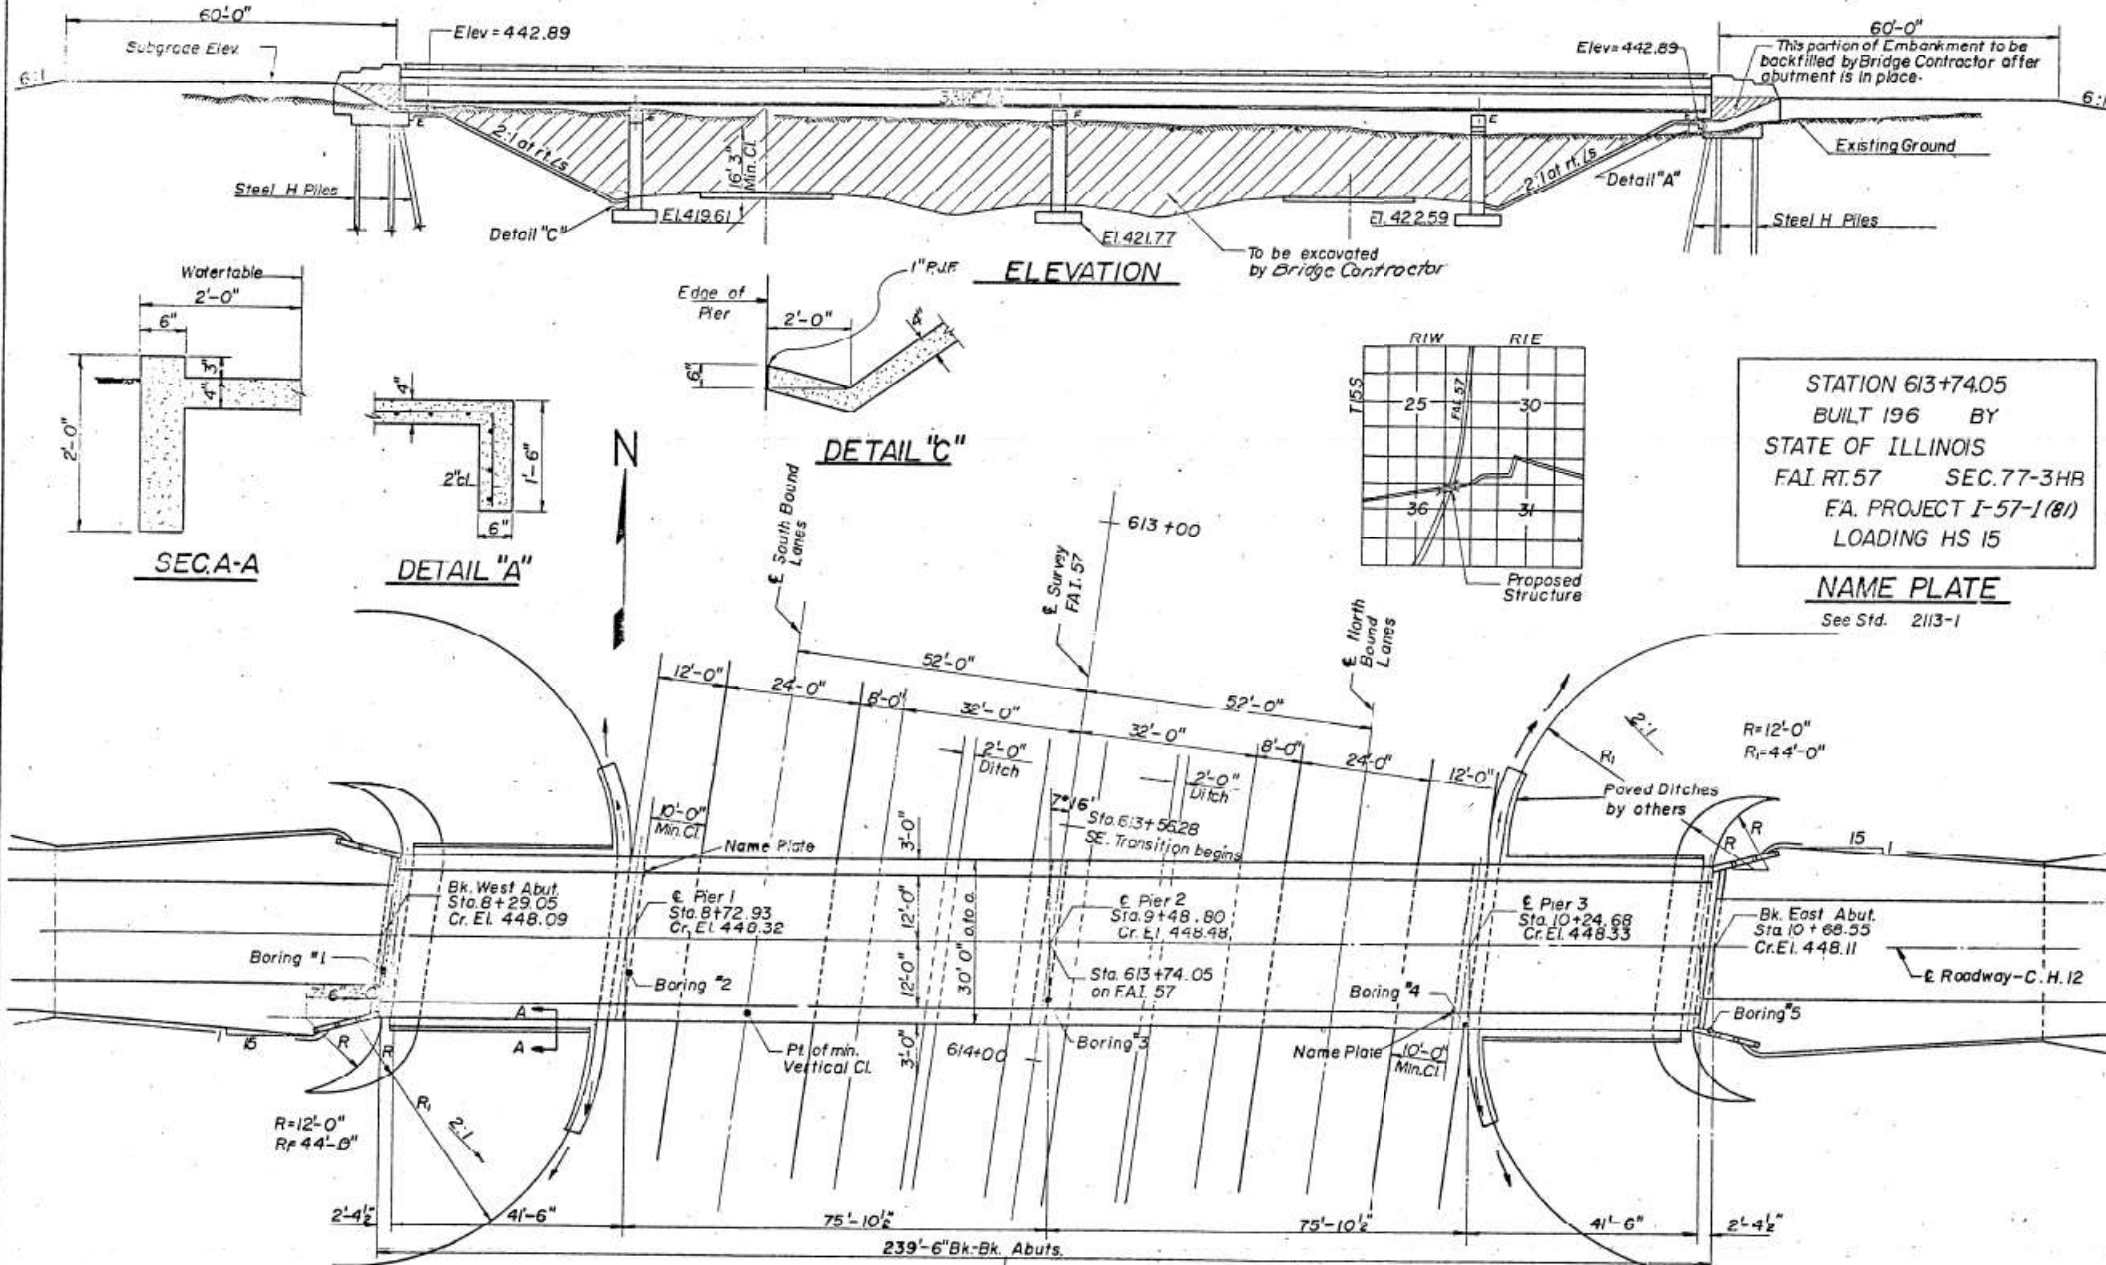 60'-0"
Subgrade Elev.
Elev = 442.89
6:1
Elev=442.89
60'-0"
This portion of Embankment to be
backfilled by Bridge Contractor after
abutment is in place.
6:1
E
E
F
E
2:1 at rt. ∠s
16'-3"
Min. Cl.
2:1 at rt. ∠s
Existing Ground
Detail "A"
Steel H Piles
Detail "C"
El. 419.61
El. 421.77
El. 422.59
Steel H Piles
To be excavated
by Bridge Contractor
ELEVATION
Watertable
2'-0"
6"
3"
4"
2'-0"
SEC. A-A
4"
2" cl.
1'-6"
6"
DETAIL "A"
Edge of
Pier
1" P.J.F.
2'-0"
6"
DETAIL "C"
N
R1W
R1E
T15S
25
FAI. 57
30
36
31
Proposed
Structure
STATION 613+74.05
BUILT 196 BY
STATE OF ILLINOIS
F.A.I. RT. 57 SEC. 77-3HB
F.A. PROJECT I-57-1(81)
LOADING HS 15
NAME PLATE
See Std. 2113-1
℄ South Bound
Lanes
℄ Survey
FAI. 57
613+00
℄ North
Bound
Lanes
52'-0"
52'-0"
12'-0"
24'-0"
8'-0"
32'-0"
32'-0"
8'-0"
24'-0"
12'-0"
2'-0"
Ditch
2'-0"
Ditch
7°16'
10'-0"
Min. Cl.
Name Plate
3'-0"
Sta. 613+56.28
S.E. Transition begins
2:1
R1
R=12'-0"
R1=44'-0"
Paved Ditches
by others
R
R
15
1
Bk. West Abut.
Sta. 8+29.05
Cr. El. 448.09
℄ Pier 1
Sta. 8+72.93
Cr. El. 448.32
12'-0"
12'-0"
30'0" o. to o.
℄ Pier 2
Sta. 9+48.80
Cr. El. 448.48
℄ Pier 3
Sta. 10+24.68
Cr. El. 448.33
Bk. East Abut.
Sta. 10+68.55
Cr. El. 448.11
℄ Roadway-C.H.12
Boring #1
Boring #2
Sta. 613+74.05
on F.A.I. 57
Boring #4
Boring #5
6"
A
A
Pt. of min.
Vertical Cl.
3'-0"
614+00
Boring #3
Name Plate
10'-0"
Min. Cl.
1
15
R
R
R1
2:1
R=12'-0"
R1=44'-0"
2'-4½"
41'-6"
75'-10½"
75'-10½"
41'-6"
2'-4½"
239'-6" Bk.-Bk. Abuts.